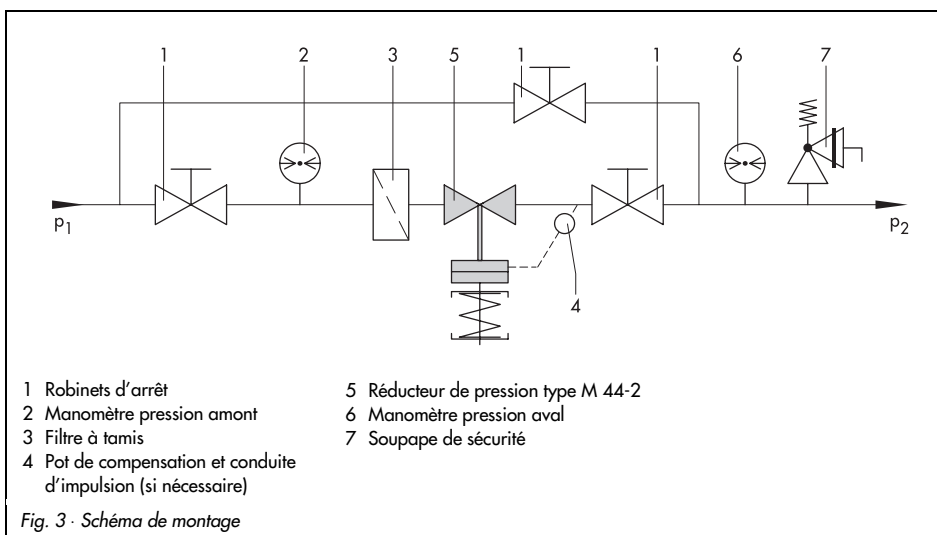 1 2 3 5 1 1 6 7
p1 p2
4
1 Robinets d'arrêt
2 Manomètre pression amont
3 Filtre à tamis
4 Pot de compensation et conduite
d'impulsion (si nécessaire)
5 Réducteur de pression type M 44-2
6 Manomètre pression aval
7 Soupape de sécurité
Fig. 3 · Schéma de montage